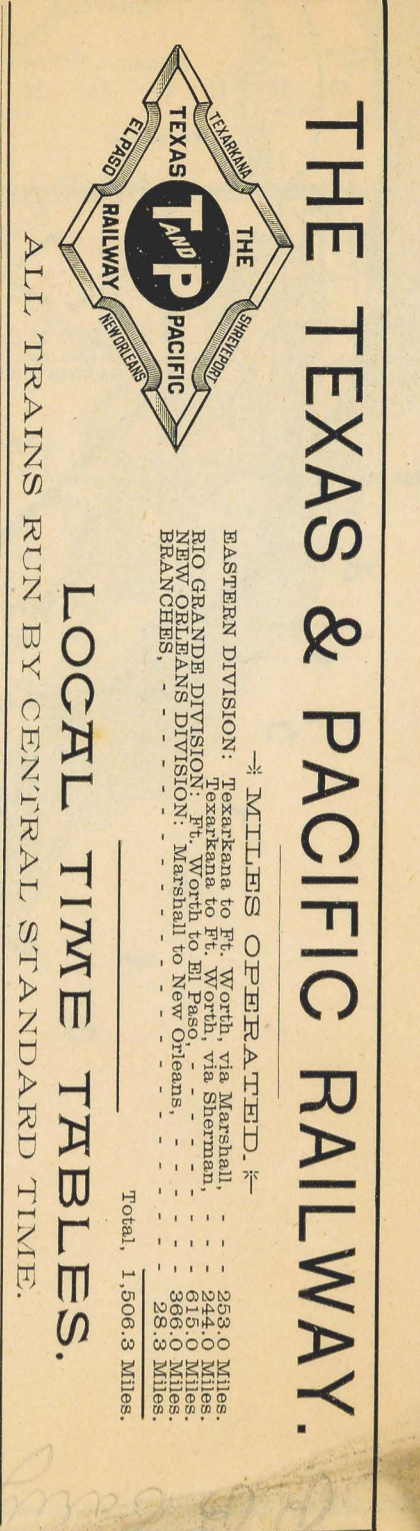 THE TEXAS & PACIFIC RAILWAY.
TEXARKANA
SHREVEPORT
THE
TEXAS T AND P PACIFIC
RAILWAY
EL PASO
NEW ORLEANS
MILES OPERATED.
EASTERN DIVISION: Texarkana to Ft. Worth, via Marshall, - - - 253.0 Miles.
Texarkana to Ft. Worth, via Sherman, - - - 244.0 Miles.
RIO GRANDE DIVISION: Ft. Worth to El Paso, - - - - - - - - 615.0 Miles.
NEW ORLEANS DIVISION: Marshall to New Orleans, - - - - - 366.0 Miles.
BRANCHES, - - - - - - - - - - - - - - - - - - - - 28.3 Miles.
Total, 1,506.3 Miles.
LOCAL TIME TABLES.
ALL TRAINS RUN BY CENTRAL STANDARD TIME.